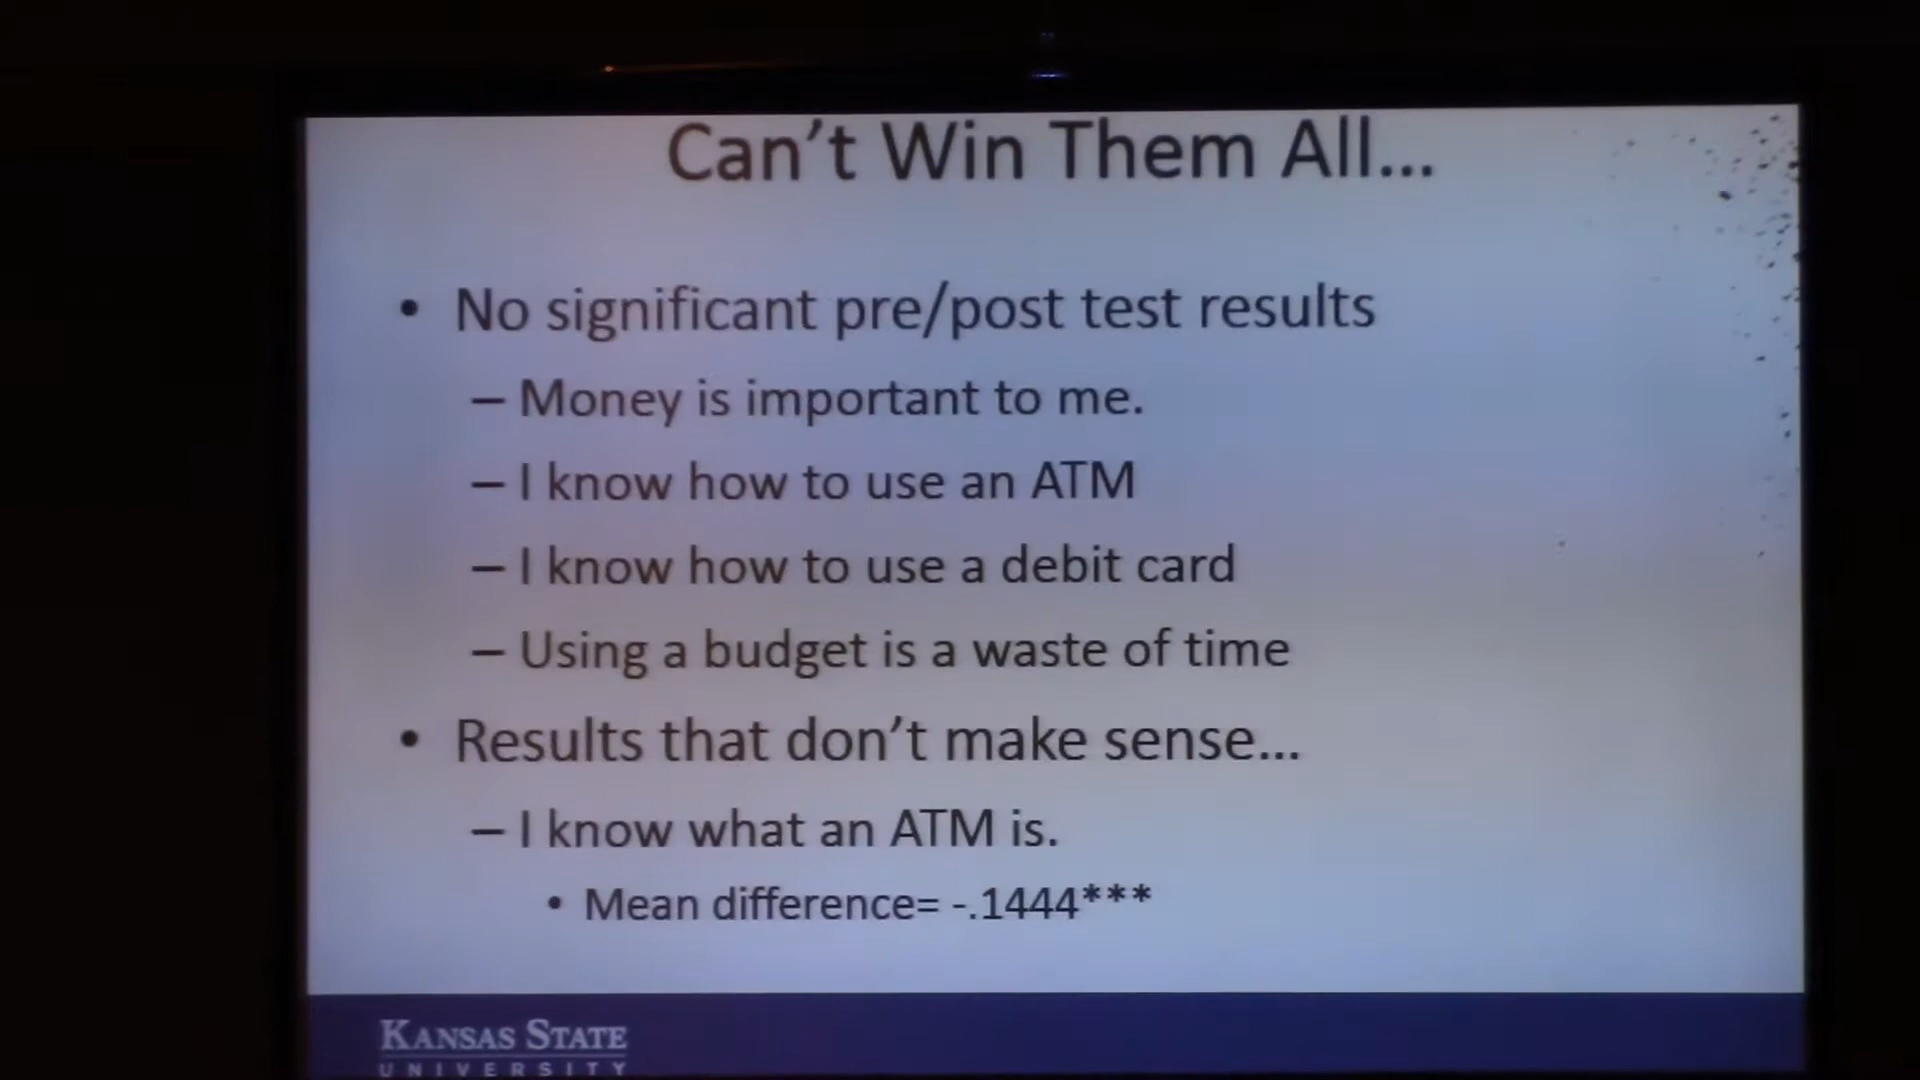 Can't Win Them All...
• No significant pre/post test results
– Money is important to me.
– I know how to use an ATM
– I know how to use a debit card
– Using a budget is a waste of time
• Results that don't make sense...
– I know what an ATM is.
• Mean difference= -.1444***
KANSAS STATE
UNIVERSITY